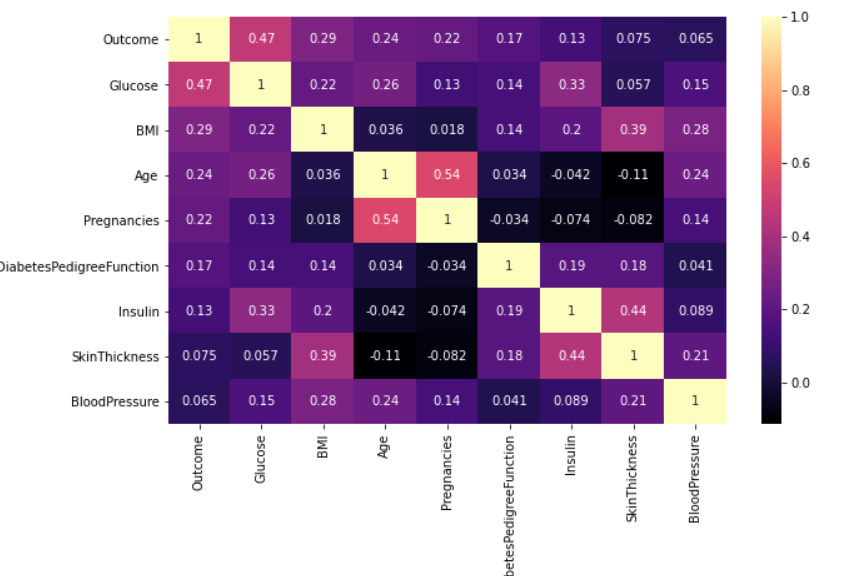 Outcome 1 0.47 0.29 0.24 0.22 0.17 0.13 0.075 0.065
Glucose 0.47 1 0.22 0.26 0.13 0.14 0.33 0.057 0.15
BMI 0.29 0.22 1 0.036 0.018 0.14 0.2 0.39 0.28
Age 0.24 0.26 0.036 1 0.54 0.034 -0.042 -0.11 0.24
Pregnancies 0.22 0.13 0.018 0.54 1 -0.034 -0.074 -0.082 0.14
DiabetesPedigreeFunction 0.17 0.14 0.14 0.034 -0.034 1 0.19 0.18 0.041
Insulin 0.13 0.33 0.2 -0.042 -0.074 0.19 1 0.44 0.089
SkinThickness 0.075 0.057 0.39 -0.11 -0.082 0.18 0.44 1 0.21
BloodPressure 0.065 0.15 0.28 0.24 0.14 0.041 0.089 0.21 1
Outcome
Glucose
BMI
Age
Pregnancies
betesPedigreeFunction
Insulin
SkinThickness
BloodPressure
1.0
0.8
0.6
0.4
0.2
0.0